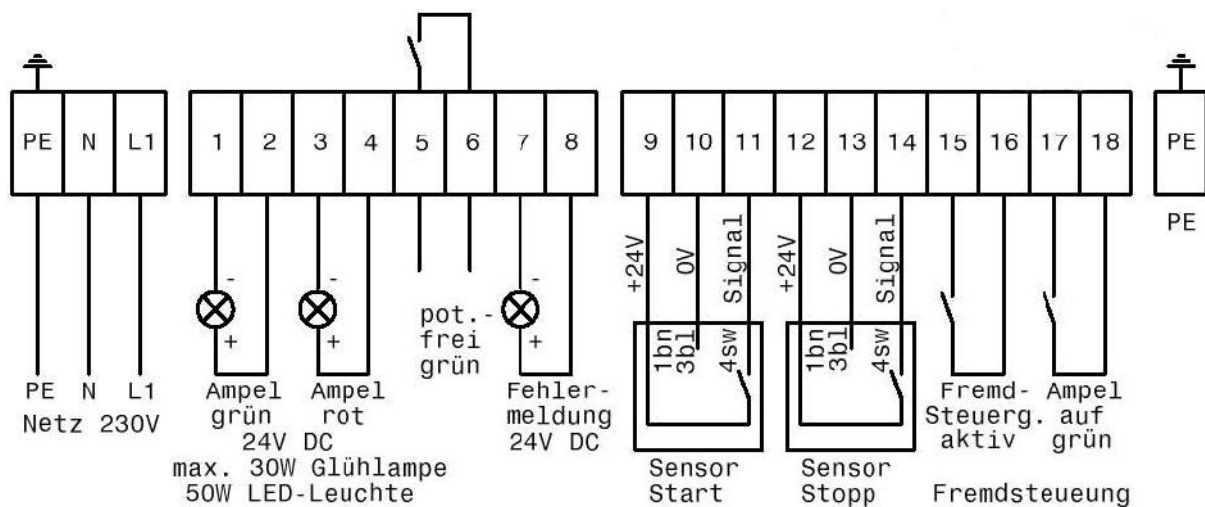 PE N L1 1 2 3 4 5 6 7 8 9 10 11 12 13 14 15 16 17 18 PE
PE
+24V
0V
Signal
+24V
0V
Signal
-
+
-
+
pot.-
frei
grün
-
+
1bn
3bl
4sw
1bn
3bl
4sw
PE N L1
Netz 230V
Ampel
grün
Ampel
rot
24V DC
max. 30W Glühlampe
50W LED-Leuchte
Fehler-
meldung
24V DC
Sensor
Start
Sensor
Stopp
Fremd-
Steuerg.
aktiv
Ampel
auf
grün
Fremdsteueung